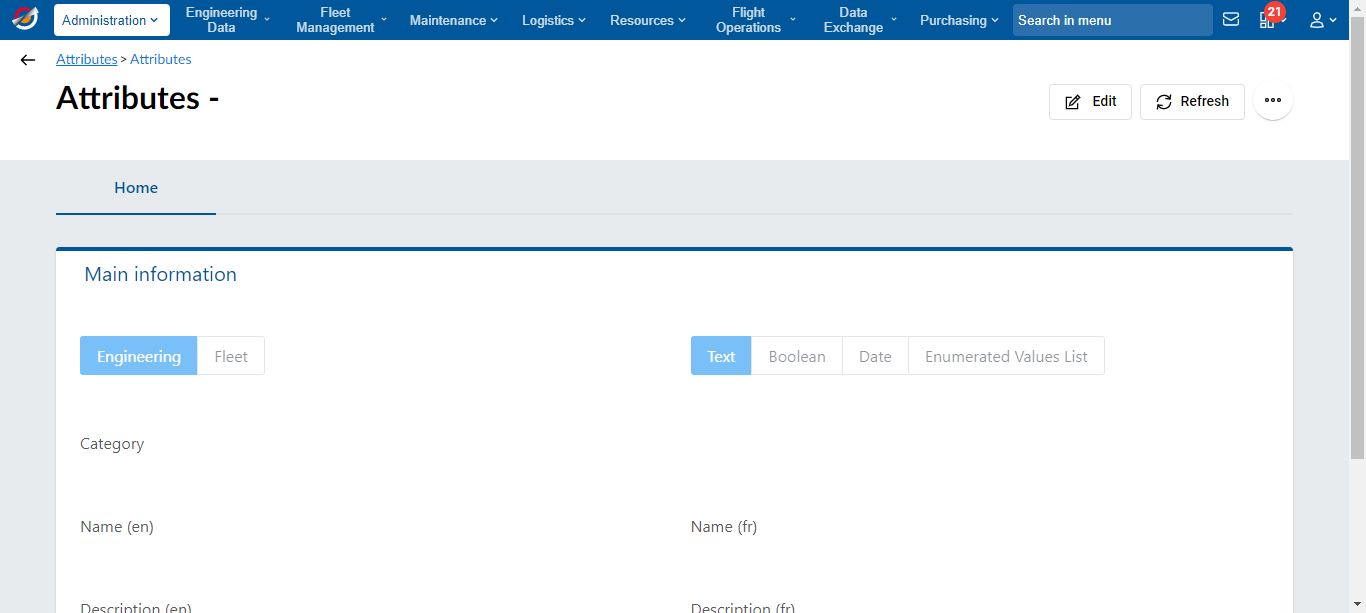 Administration
Engineering
Data
Fleet
Management
Maintenance
Logistics
Resources
Flight
Operations
Data
Exchange
Purchasing
Search in menu
21
Attributes > Attributes
Attributes -
Edit
Refresh
Home
Main information
Engineering Fleet
Text Boolean Date Enumerated Values List
Category
Name (en)
Name (fr)
Description (en)
Description (fr)